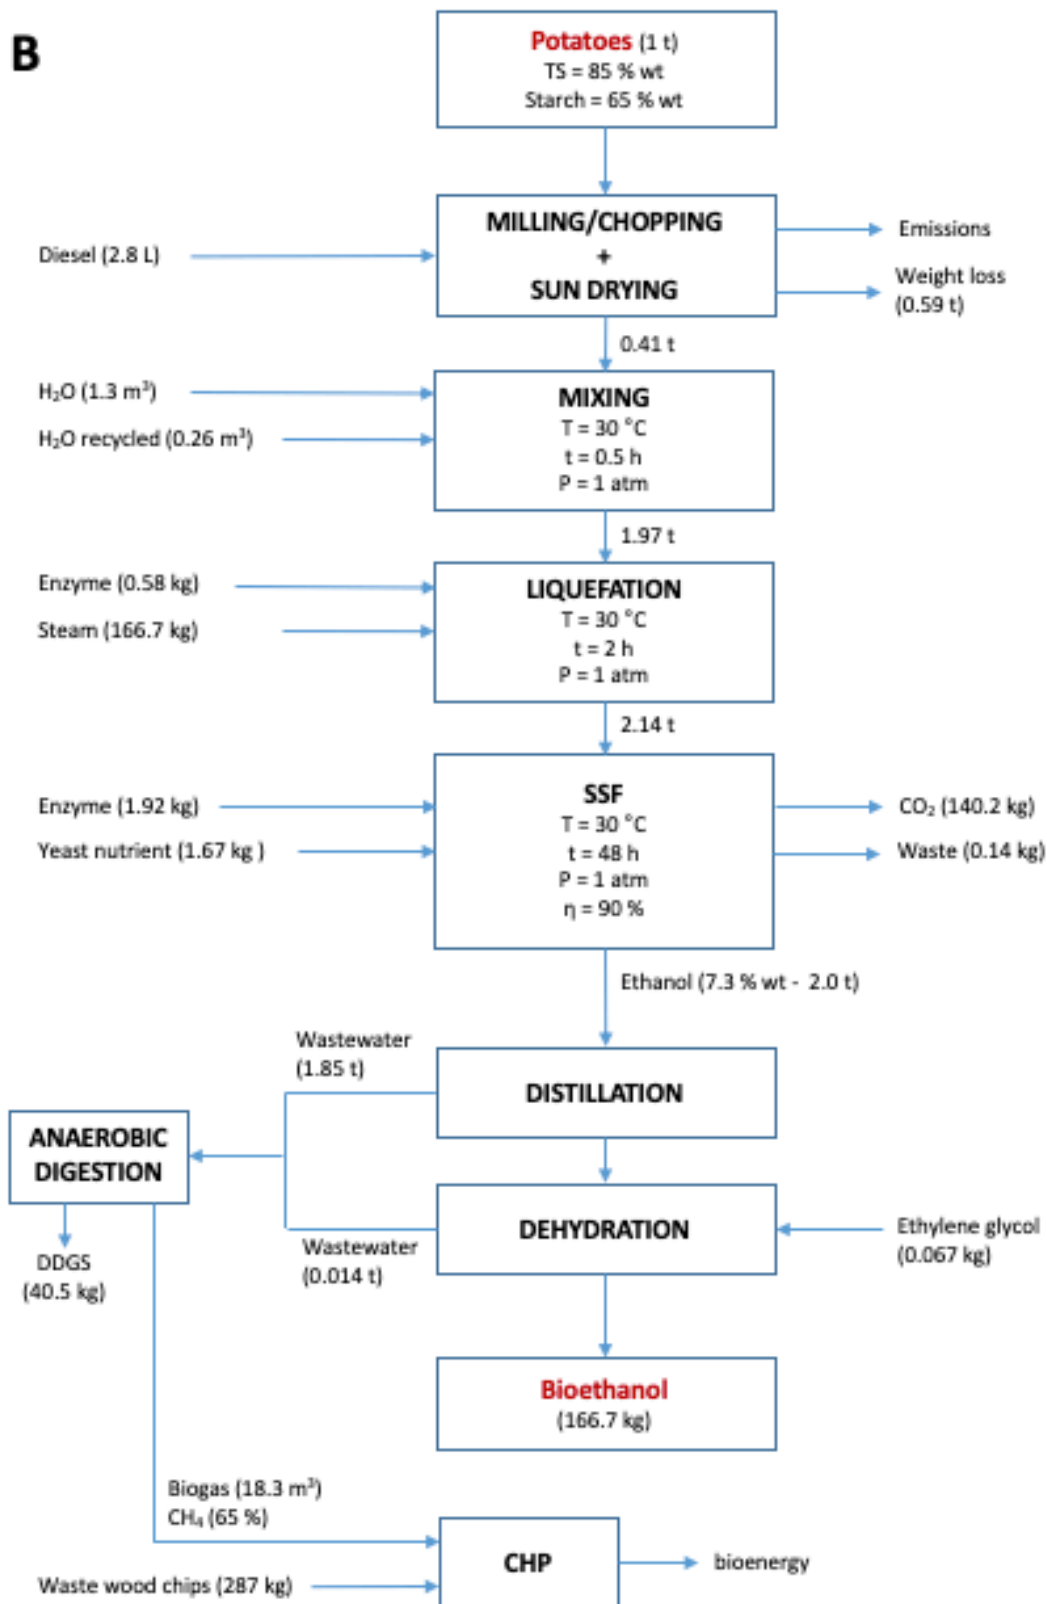 B
Potatoes (1 t)
TS = 85 % wt
Starch = 65 % wt
MILLING/CHOPPING
+
SUN DRYING
Diesel (2.8 L)
Emissions
Weight loss
(0.59 t)
0.41 t
H₂O (1.3 m³)
H₂O recycled (0.26 m³)
MIXING
T = 30 °C
t = 0.5 h
P = 1 atm
1.97 t
Enzyme (0.58 kg)
Steam (166.7 kg)
LIQUEFATION
T = 30 °C
t = 2 h
P = 1 atm
2.14 t
Enzyme (1.92 kg)
Yeast nutrient (1.67 kg )
SSF
T = 30 °C
t = 48 h
P = 1 atm
η = 90 %
CO₂ (140.2 kg)
Waste (0.14 kg)
Ethanol (7.3 % wt - 2.0 t)
Wastewater
(1.85 t)
DISTILLATION
ANAEROBIC
DIGESTION
DEHYDRATION
Wastewater
(0.014 t)
Ethylene glycol
(0.067 kg)
DDGS
(40.5 kg)
Bioethanol
(166.7 kg)
Biogas (18.3 m³)
CH₄ (65 %)
Waste wood chips (287 kg)
CHP
bioenergy